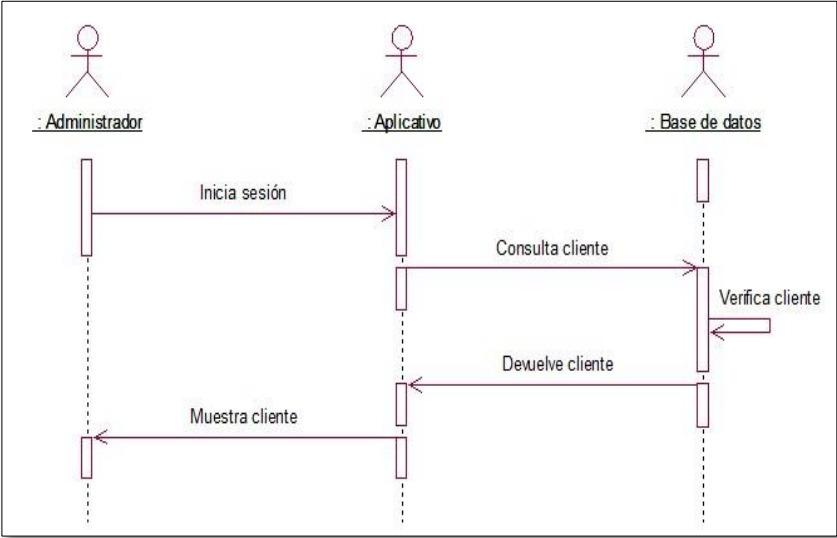 : Administrador
: Aplicativo
: Base de datos
Inicia sesión
Consulta cliente
Verifica cliente
Devuelve cliente
Muestra cliente